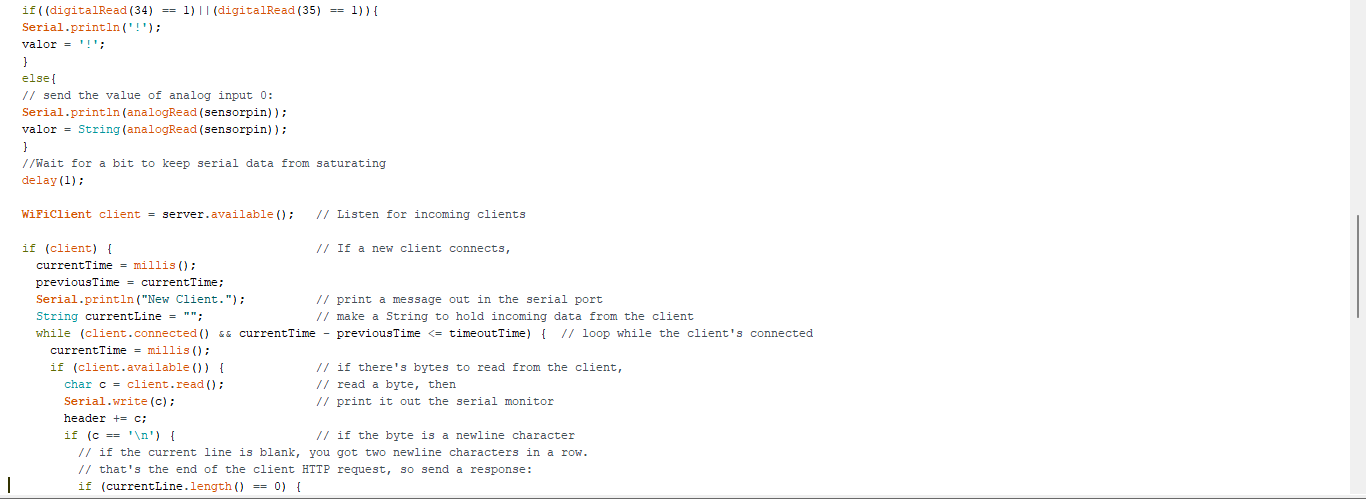 if((digitalRead(34) == 1)||(digitalRead(35) == 1)){
Serial.println('!');
valor = '!';
}
else{
// send the value of analog input 0:
Serial.println(analogRead(sensorpin));
valor = String(analogRead(sensorpin));
}
//Wait for a bit to keep serial data from saturating
delay(1);
WiFiClient client = server.available();   // Listen for incoming clients
if (client) {                             // If a new client connects,
  currentTime = millis();
  previousTime = currentTime;
  Serial.println("New Client.");          // print a message out in the serial port
  String currentLine = "";                // make a String to hold incoming data from the client
  while (client.connected() && currentTime - previousTime <= timeoutTime) {  // loop while the client's connected
    currentTime = millis();
    if (client.available()) {             // if there's bytes to read from the client,
      char c = client.read();             // read a byte, then
      Serial.write(c);                    // print it out the serial monitor
      header += c;
      if (c == '\n') {                    // if the byte is a newline character
        // if the current line is blank, you got two newline characters in a row.
        // that's the end of the client HTTP request, so send a response:
        if (currentLine.length() == 0) {